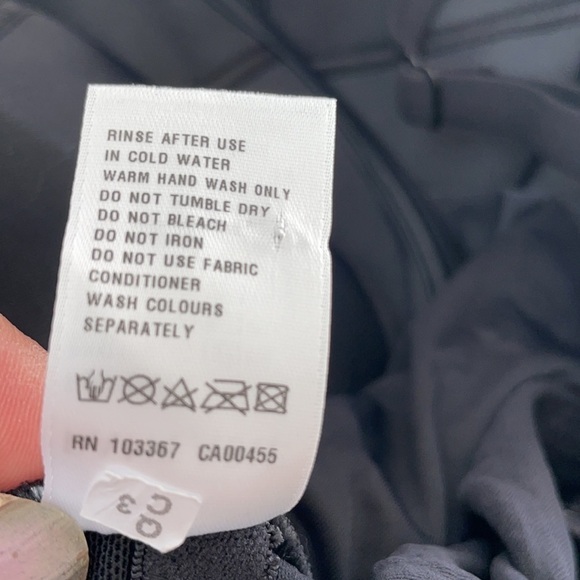 RINSE AFTER USE
IN COLD WATER
WARM HAND WASH ONLY
DO NOT TUMBLE DRY
DO NOT BLEACH
DO NOT IRON
DO NOT USE FABRIC
CONDITIONER
WASH COLOURS
SEPARATELY
RN 103367 CA00455